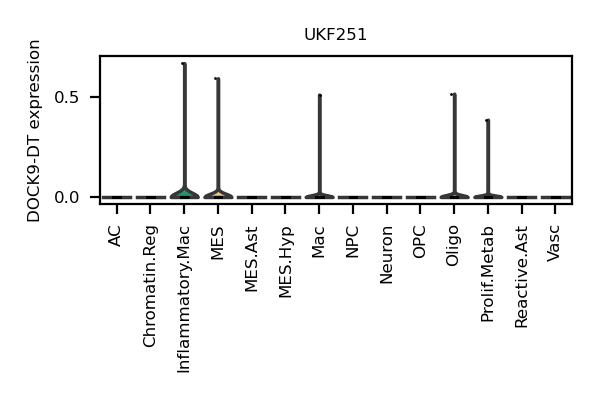 UKF251
DOCK9-DT expression
0.5
0.0
AC
Chromatin.Reg
Inflammatory.Mac
MES
MES.Ast
MES.Hyp
Mac
NPC
Neuron
OPC
Oligo
Prolif.Metab
Reactive.Ast
Vasc